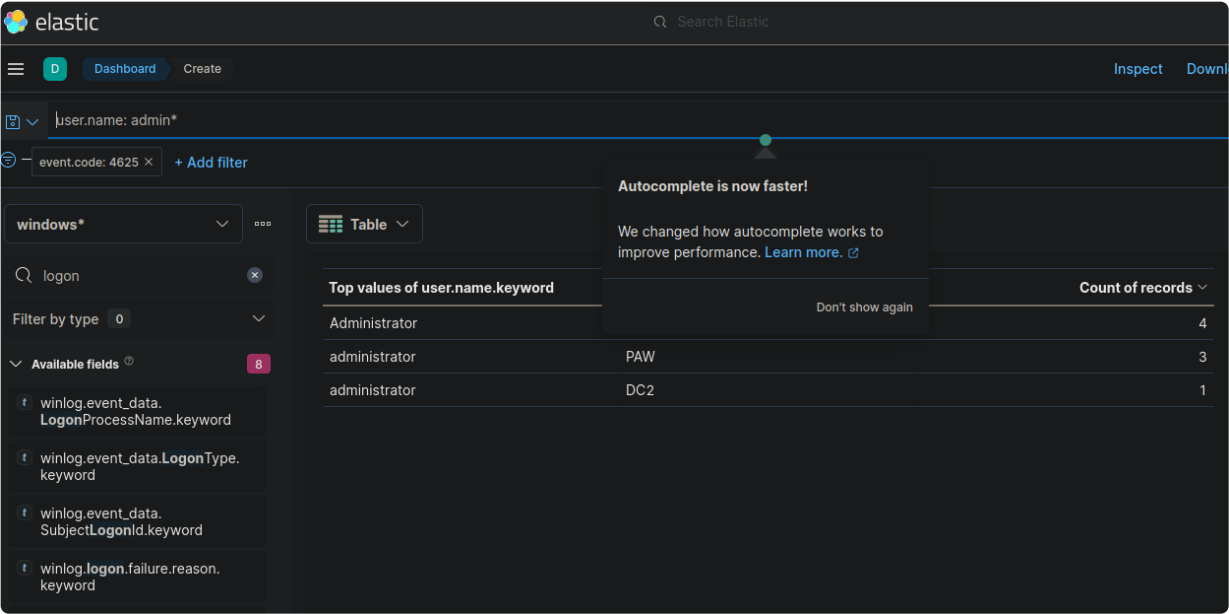 elastic
Search Elastic
D
Dashboard
Create
Inspect
Downl
user.name: admin*
event.code: 4625 ×
+ Add filter
Autocomplete is now faster!
We changed how autocomplete works to
improve performance. Learn more.
Don't show again
windows*
logon
Filter by type 0
Available fields 8
t winlog.event_data.
LogonProcessName.keyword
t winlog.event_data.LogonType.
keyword
t winlog.event_data.
SubjectLogonId.keyword
t winlog.logon.failure.reason.
keyword
Table
Top values of user.name.keyword Count of records
Administrator 4
administrator PAW 3
administrator DC2 1